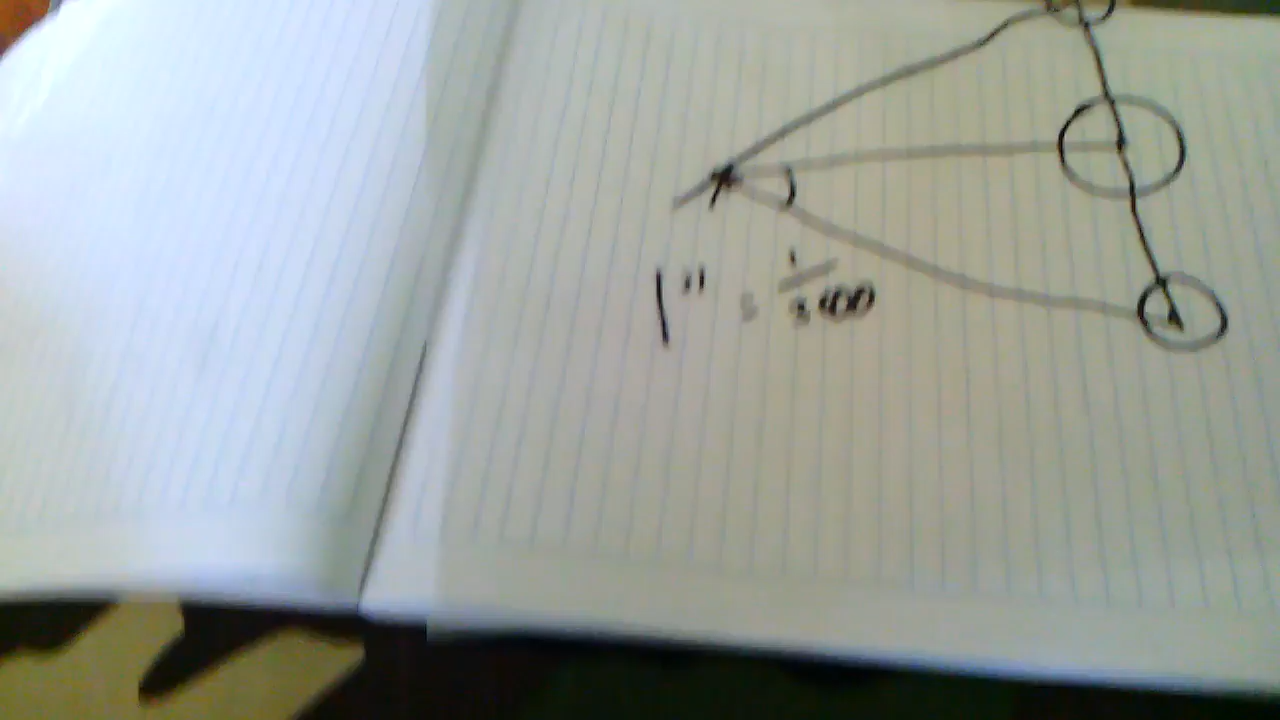 1" = 1/3600